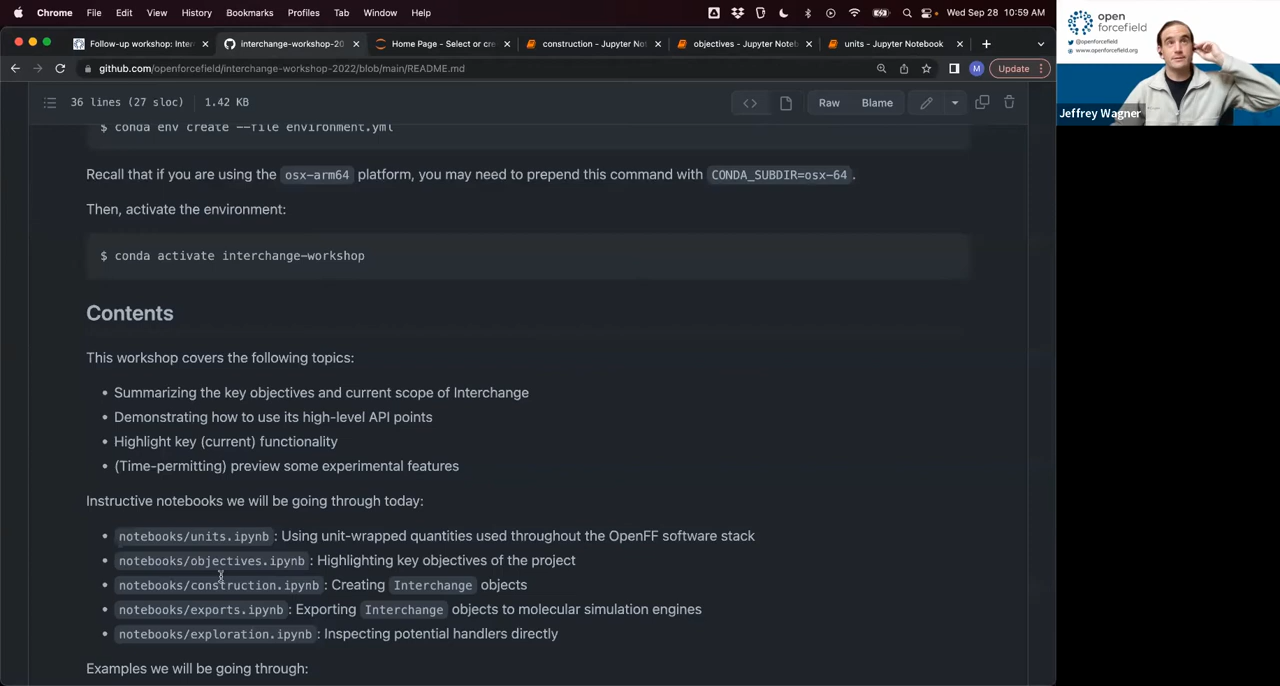 Chrome File Edit View History Bookmarks Profiles Tab Window Help Wed Sep 28 10:59 AM
Follow-up workshop: Inter interchange-workshop-20 Home Page - Select or cre construction - Jupyter Not objectives - Jupyter Noteb units - Jupyter Notebook
github.com/openforcefield/interchange-workshop-2022/blob/main/README.md M Update
36 lines (27 sloc) 1.42 KB Raw Blame
$ conda env create --file environment.yml
Recall that if you are using the osx-arm64 platform, you may need to prepend this command with CONDA_SUBDIR=osx-64.
Then, activate the environment:
$ conda activate interchange-workshop
Contents
This workshop covers the following topics:
• Summarizing the key objectives and current scope of Interchange
• Demonstrating how to use its high-level API points
• Highlight key (current) functionality
• (Time-permitting) preview some experimental features
Instructive notebooks we will be going through today:
• notebooks/units.ipynb: Using unit-wrapped quantities used throughout the OpenFF software stack
• notebooks/objectives.ipynb: Highlighting key objectives of the project
• notebooks/construction.ipynb: Creating Interchange objects
• notebooks/exports.ipynb: Exporting Interchange objects to molecular simulation engines
• notebooks/exploration.ipynb: Inspecting potential handlers directly
Examples we will be going through:
open
forcefield
@openforcefield
www.openforcefield.org
Jeffrey Wagner